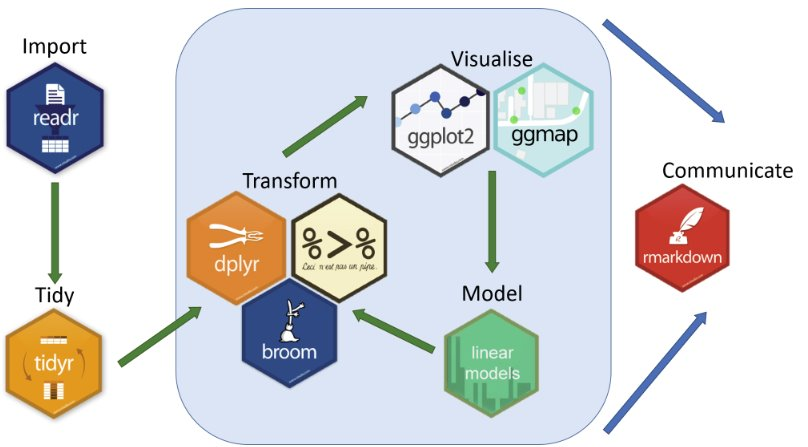 Import
readr
Tidy
tidyr
Transform
dplyr
%>%
Ceci n'est pas un pipe.
broom
Visualise
ggplot2
ggmap
Model
linear
models
Communicate
rmarkdown